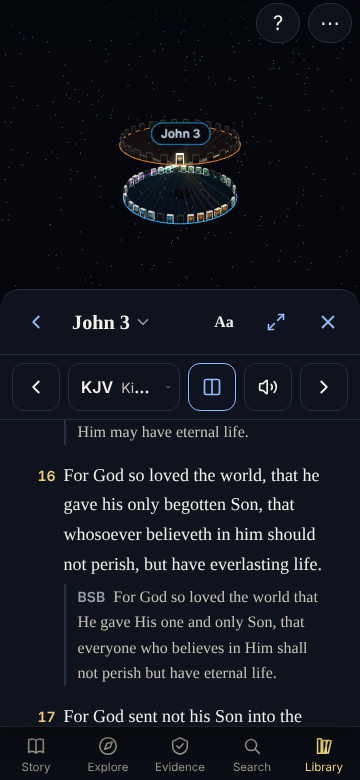 ?
...
John 3
John 3
Aa
KJV Ki...
Him may have eternal life.
16 For God so loved the world, that he
gave his only begotten Son, that
whosoever believeth in him should
not perish, but have everlasting life.
BSB For God so loved the world that
He gave His one and only Son, that
everyone who believes in Him shall
not perish but have eternal life.
17 For God sent not his Son into the
Story Explore Evidence Search Library